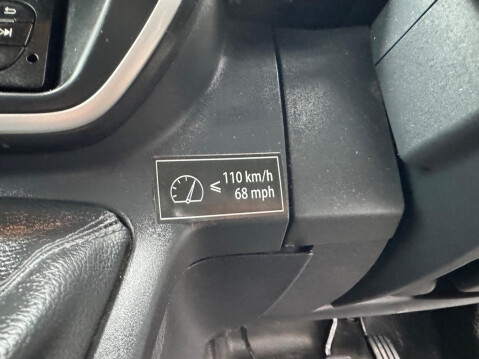 ≤ 110 km/h
68 mph